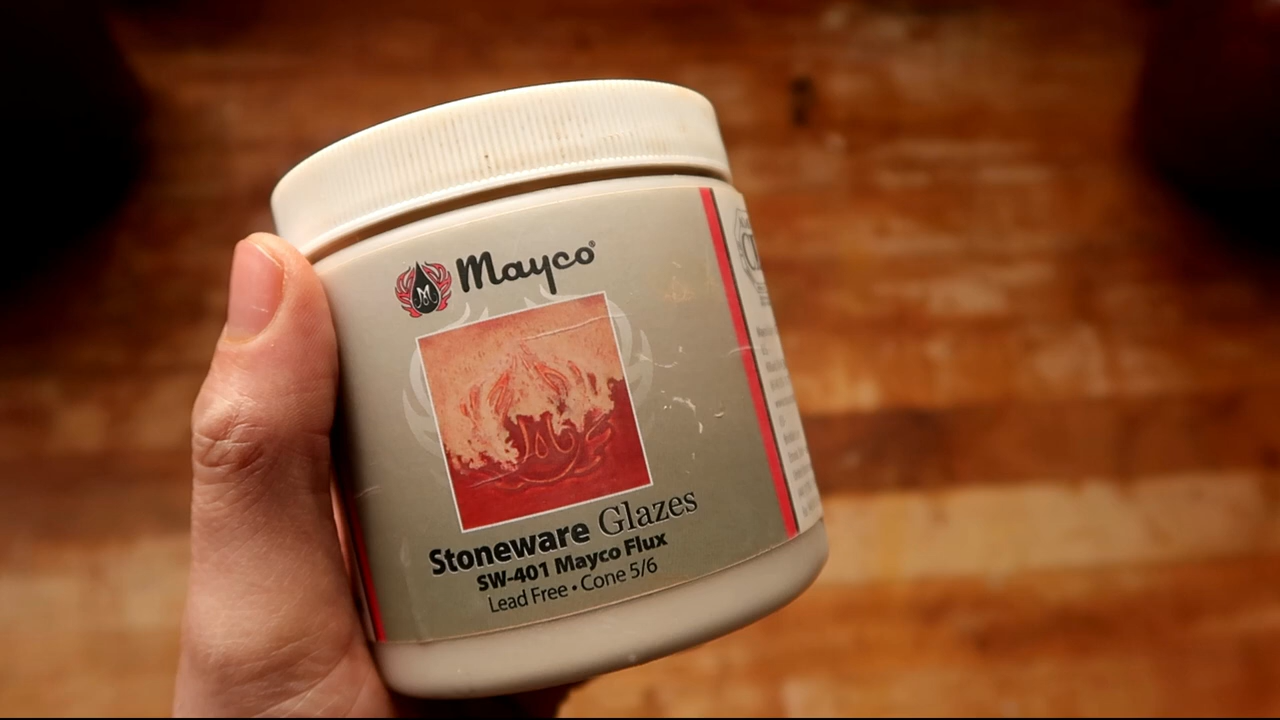 Mayco®
M
M
Stoneware Glazes
SW-401 Mayco Flux
Lead Free • Cone 5/6